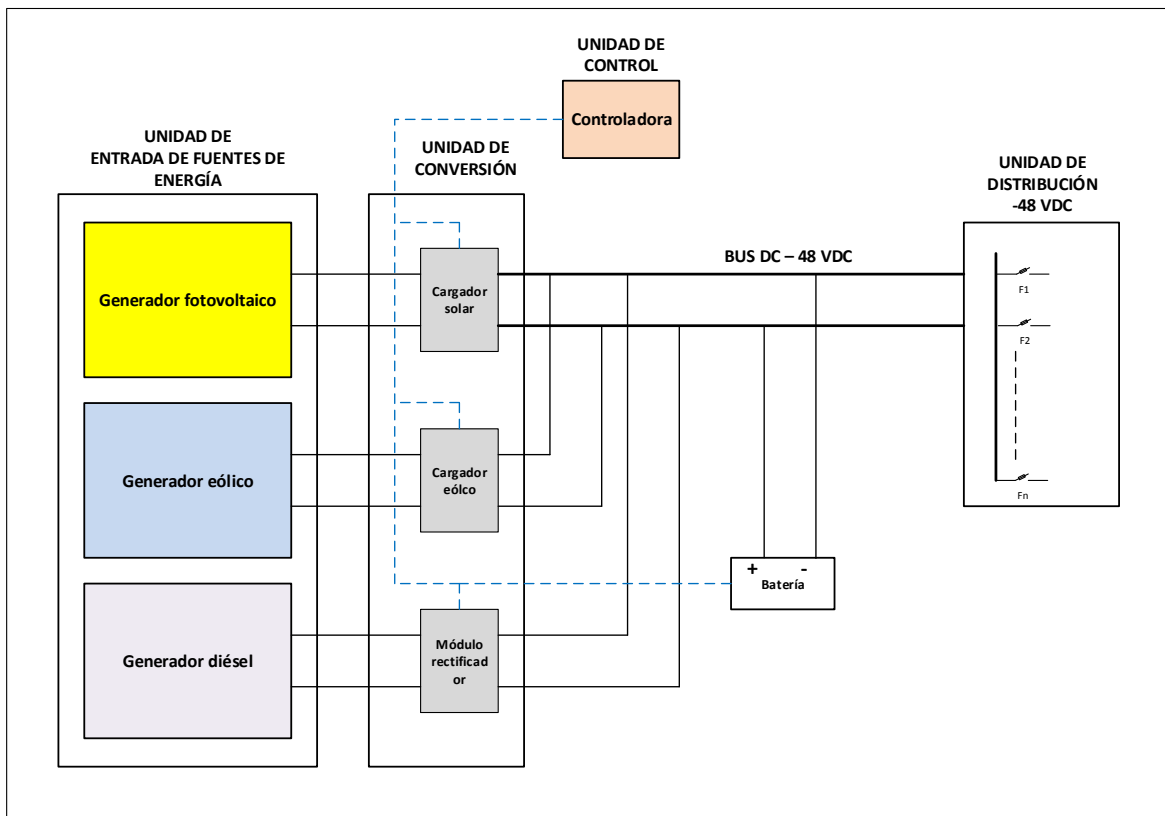 UNIDAD DE
CONTROL
Controladora
UNIDAD DE
ENTRADA DE FUENTES DE
ENERGÍA
UNIDAD DE
CONVERSIÓN
UNIDAD DE
DISTRIBUCIÓN
-48 VDC
Generador fotovoltaico
Cargador
solar
BUS DC – 48 VDC
F1
F2
Generador eólico
Cargador
eólco
Fn
+ -
Batería
Generador diésel
Módulo
rectificad
or